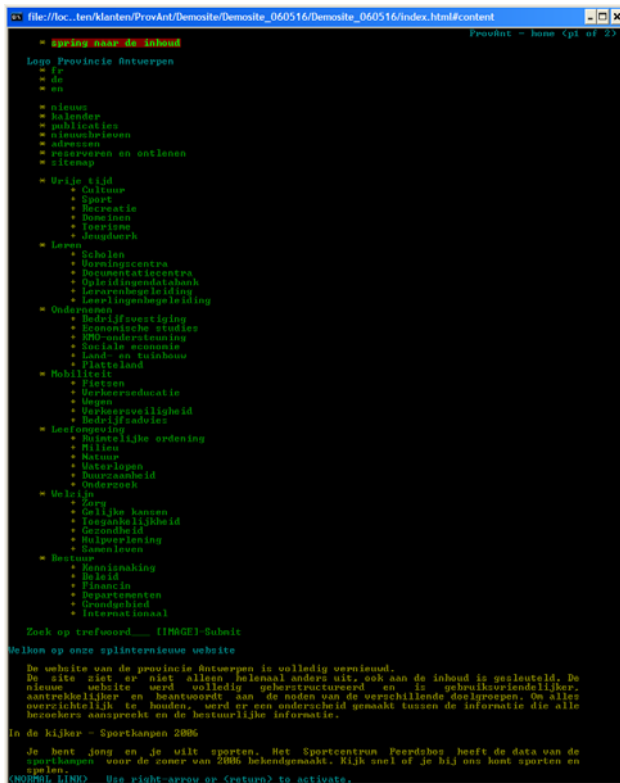 file://loc..ten/klanten/ProvAnt/Demosite/Demosite_060516/Demosite_060516/index.html#content
ProvAnt - home (p1 of 2)
* spring naar de inhoud
Logo Provincie Antwerpen
* fr
* de
* en
* nieuws
* kalender
* publicaties
* nieuwsbrieven
* adressen
* reserveren en ontlenen
* sitemap
* Vrije tijd
+ Cultuur
+ Sport
+ Recreatie
+ Domeinen
+ Toerisme
+ Jeugdwerk
* Leren
+ Scholen
+ Vormingscentra
+ Documentatiecentra
+ Opleidingendatabank
+ Lerarenbegeleiding
+ Leerlingenbegeleiding
* Ondernemen
+ Bedrijfsvestiging
+ Economische studies
+ KMO-ondersteuning
+ Sociale economie
+ Land- en tuinbouw
+ Platteland
* Mobiliteit
+ Fietsen
+ Verkeerseducatie
+ Wegen
+ Verkeersveiligheid
+ Bedrijfsadvies
* Leefomgeving
+ Ruimtelijke ordening
+ Milieu
+ Natuur
+ Waterlopen
+ Duurzaamheid
+ Onderzoek
* Welzijn
+ Zorg
+ Gelijke kansen
+ Toegankelijkheid
+ Gezondheid
+ Hulpverlening
+ Samenleven
* Bestuur
+ Kennismaking
+ Beleid
+ Financin
+ Departementen
+ Grondgebied
+ Internationaal
Zoek op trefwoord___ [IMAGE]-Submit
Welkom op onze splinternieuwe website
De website van de provincie Antwerpen is volledig vernieuwd.
De site ziet er niet alleen helemaal anders uit, ook aan de inhoud is gesleuteld. De
nieuwe website werd volledig geherstructureerd en is gebruiksvriendelijker,
aantrekkelijker en beantwoordt aan de noden van de verschillende doelgroepen. Om alles
overzichtelijk te houden, werd er een onderscheid gemaakt tussen de informatie die alle
bezoekers aanspreekt en de bestuurlijke informatie.
In de kijker - Sportkampen 2006
Je bent jong en je wilt sporten. Het Sportcentrum Peerdsbos heeft de data van de
sportkampen voor de zomer van 2006 bekendgemaakt. Kijk snel of je bij ons komt sporten en
spelen.
(NORMAL LINK) Use right-arrow or <return> to activate.